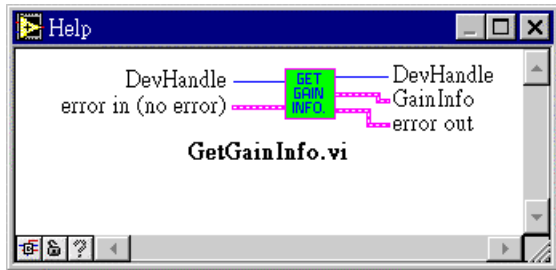 Help
DevHandle
GET
GAIN
INFO.
DevHandle
error in (no error)
GainInfo
error out
GetGainInfo.vi
?